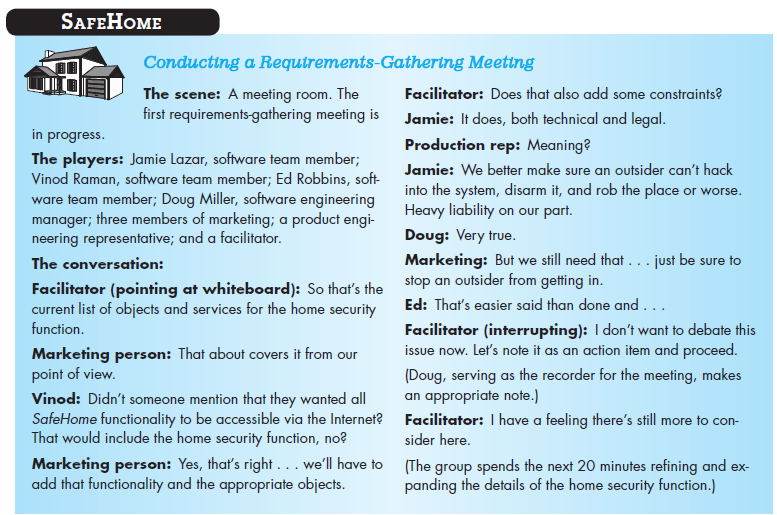 SAFEHOME
Conducting a Requirements-Gathering Meeting
The scene: A meeting room. The
first requirements-gathering meeting is
in progress.
The players: Jamie Lazar, software team member;
Vinod Raman, software team member; Ed Robbins, soft-
ware team member; Doug Miller, software engineering
manager; three members of marketing; a product engi-
neering representative; and a facilitator.
The conversation:
Facilitator (pointing at whiteboard): So that's the
current list of objects and services for the home security
function.
Marketing person: That about covers it from our
point of view.
Vinod: Didn't someone mention that they wanted all
SafeHome functionality to be accessible via the Internet?
That would include the home security function, no?
Marketing person: Yes, that's right . . . we'll have to
add that functionality and the appropriate objects.
Facilitator: Does that also add some constraints?
Jamie: It does, both technical and legal.
Production rep: Meaning?
Jamie: We better make sure an outsider can't hack
into the system, disarm it, and rob the place or worse.
Heavy liability on our part.
Doug: Very true.
Marketing: But we still need that . . . just be sure to
stop an outsider from getting in.
Ed: That's easier said than done and . . .
Facilitator (interrupting): I don't want to debate this
issue now. Let's note it as an action item and proceed.
(Doug, serving as the recorder for the meeting, makes
an appropriate note.)
Facilitator: I have a feeling there's still more to con-
sider here.
(The group spends the next 20 minutes refining and ex-
panding the details of the home security function.)